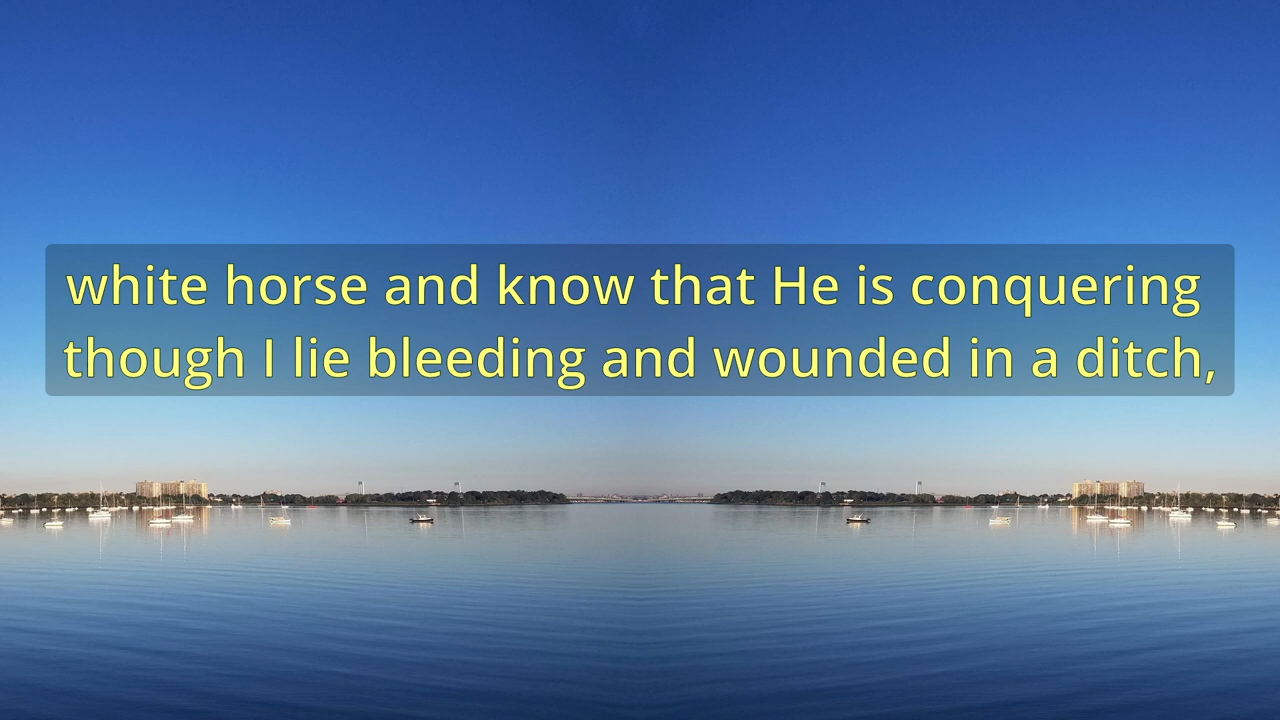 white horse and know that He is conquering
though I lie bleeding and wounded in a ditch,